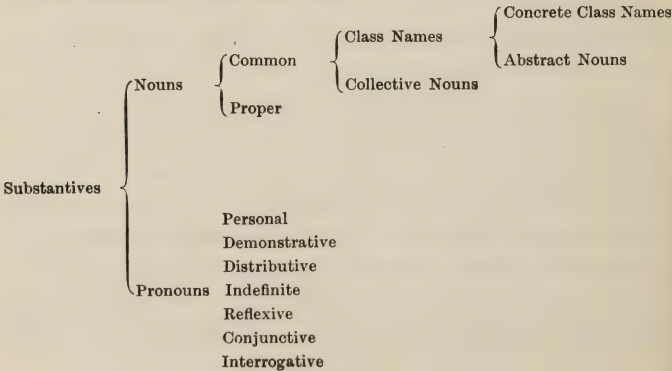 Concrete Class Names
Class Names
Common
Abstract Nouns
Nouns
Collective Nouns
Proper
Substantives
Personal
Demonstrative
Distributive
Pronouns Indefinite
Reflexive
Conjunctive
Interrogative